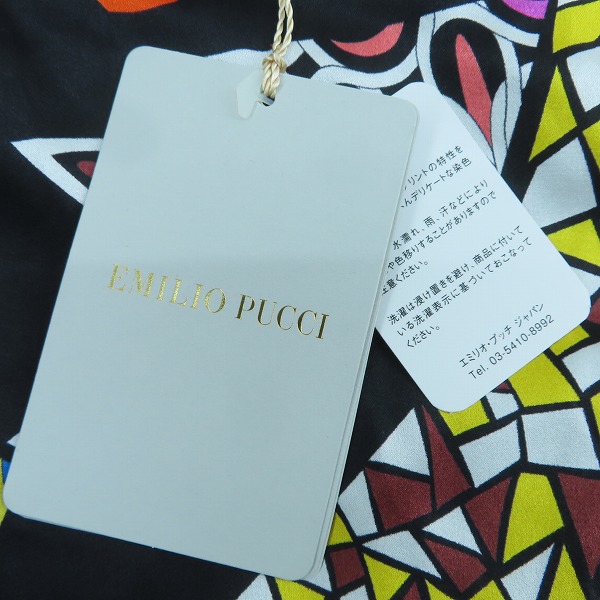 EMILIO PUCCI
リントの特性を
んデリケートな染色
水濡れ、雨、汗などにより
や色移りすることがありますので
注意ください。
洗濯は浸け置きを避け、商品に付いて
いる洗濯表示に基づいておこなって
ください。
エミリオ・プッチ ジャパン
Tel. 03-5410-8992